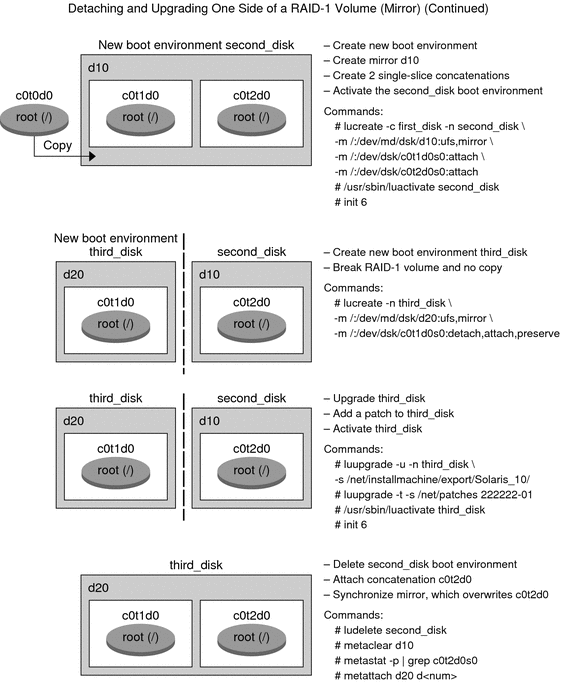 Detaching and Upgrading One Side of a RAID-1 Volume (Mirror) (Continued)
New boot environment second_disk
d10
c0t0d0
root (/)
Copy
c0t1d0
root (/)
c0t2d0
root (/)
– Create new boot environment
– Create mirror d10
– Create 2 single-slice concatenations
– Activate the second_disk boot environment
Commands:
# lucreate -c first_disk -n second_disk \
-m /:/dev/md/dsk/d10:ufs,mirror \
-m /:/dev/dsk/c0t1d0s0:attach \
-m /:/dev/dsk/c0t2d0s0:attach
# /usr/sbin/luactivate second_disk
# init 6
New boot environment
third_disk
d20
c0t1d0
root (/)
second_disk
d10
c0t2d0
root (/)
– Create new boot environment third_disk
– Break RAID-1 volume and no copy
Commands:
# lucreate -n third_disk \
-m /:/dev/md/dsk/d20:ufs,mirror \
-m /:/dev/dsk/c0t1d0s0:detach,attach,preserve
third_disk
d20
c0t1d0
root (/)
second_disk
d10
c0t2d0
root (/)
– Upgrade third_disk
– Add a patch to third_disk
– Activate third_disk
Commands:
# luupgrade -u -n third_disk \
-s /net/installmachine/export/Solaris_10/
# luupgrade -t -s /net/patches 222222-01
# /usr/sbin/luactivate third_disk
# init 6
third_disk
d20
c0t1d0
root (/)
c0t2d0
root (/)
– Delete second_disk boot environment
– Attach concatenation c0t2d0
– Synchronize mirror, which overwrites c0t2d0
Commands:
# ludelete second_disk
# metaclear d10
# metastat -p | grep c0t2d0s0
# metattach d20 d<num>